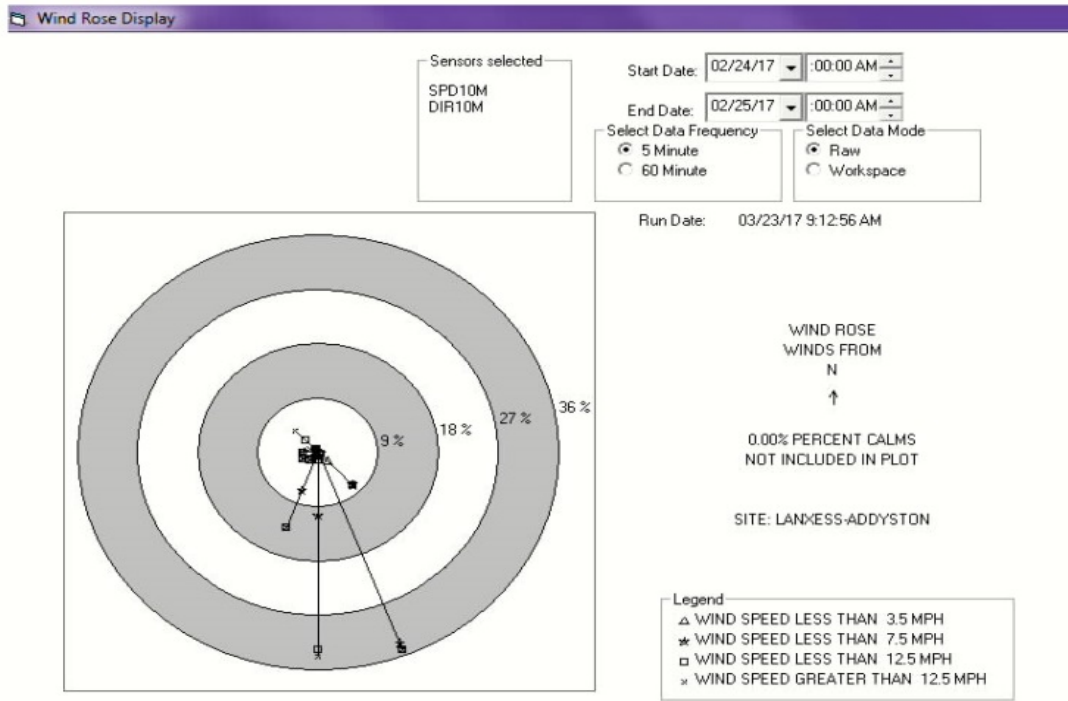 Wind Rose Display
Sensors selected
SPD10M
DIR10M
Start Date: 02/24/17 :00:00 AM
End Date: 02/25/17 :00:00 AM
Select Data Frequency
5 Minute
60 Minute
Select Data Mode
Raw
Workspace
Run Date: 03/23/17 9:12:56 AM
9 %
18 %
27 %
36 %
WIND ROSE
WINDS FROM
N
0.00% PERCENT CALMS
NOT INCLUDED IN PLOT
SITE: LANXESS-ADDYSTON
Legend
WIND SPEED LESS THAN 3.5 MPH
WIND SPEED LESS THAN 7.5 MPH
WIND SPEED LESS THAN 12.5 MPH
WIND SPEED GREATER THAN 12.5 MPH